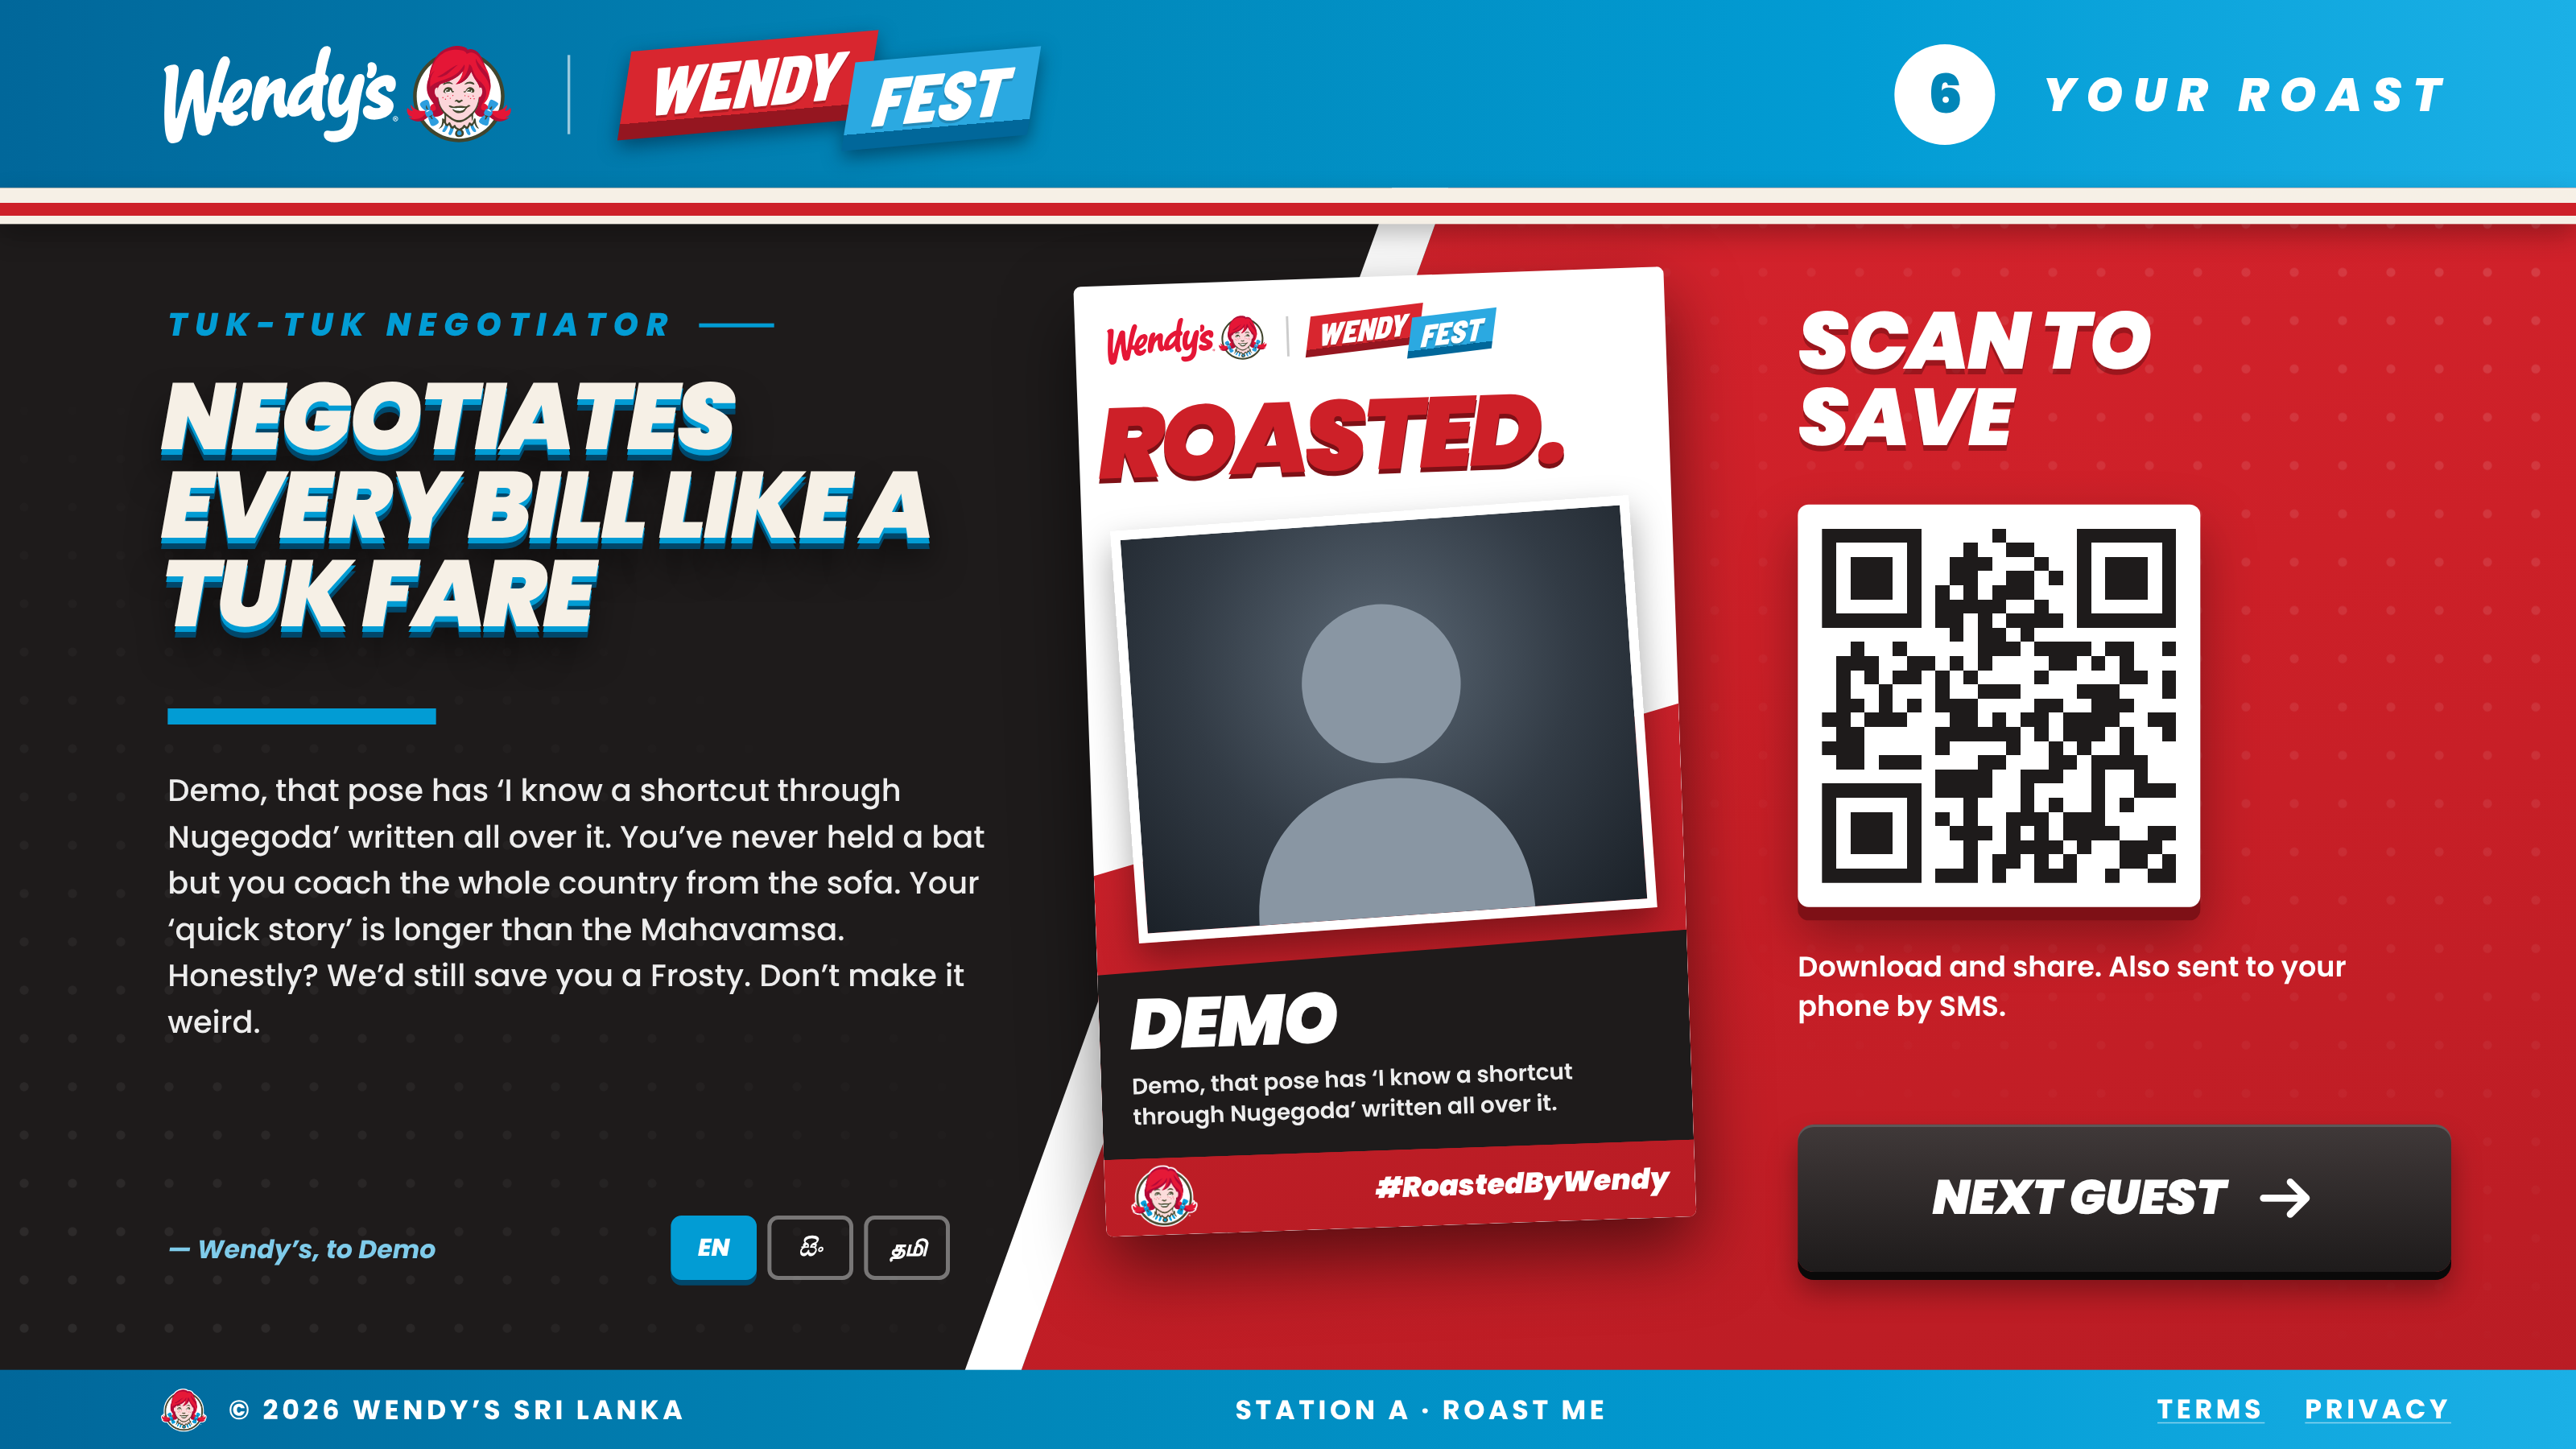 Wendy's
WENDY
FEST
6 YOUR ROAST
TUK-TUK NEGOTIATOR
NEGOTIATES
EVERY BILL LIKE A
TUK FARE
Demo, that pose has ‘I know a shortcut through
Nugegoda’ written all over it. You’ve never held a bat
but you coach the whole country from the sofa. Your
‘quick story’ is longer than the Mahavamsa.
Honestly? We’d still save you a Frosty. Don’t make it
weird.
— Wendy’s, to Demo
EN
සිං
தமி
Wendy's
WENDY
FEST
ROASTED.
DEMO
Demo, that pose has ‘I know a shortcut
through Nugegoda’ written all over it.
#RoastedByWendy
SCAN TO
SAVE
Download and share. Also sent to your
phone by SMS.
NEXT GUEST →
© 2026 WENDY’S SRI LANKA
STATION A · ROAST ME
TERMS PRIVACY